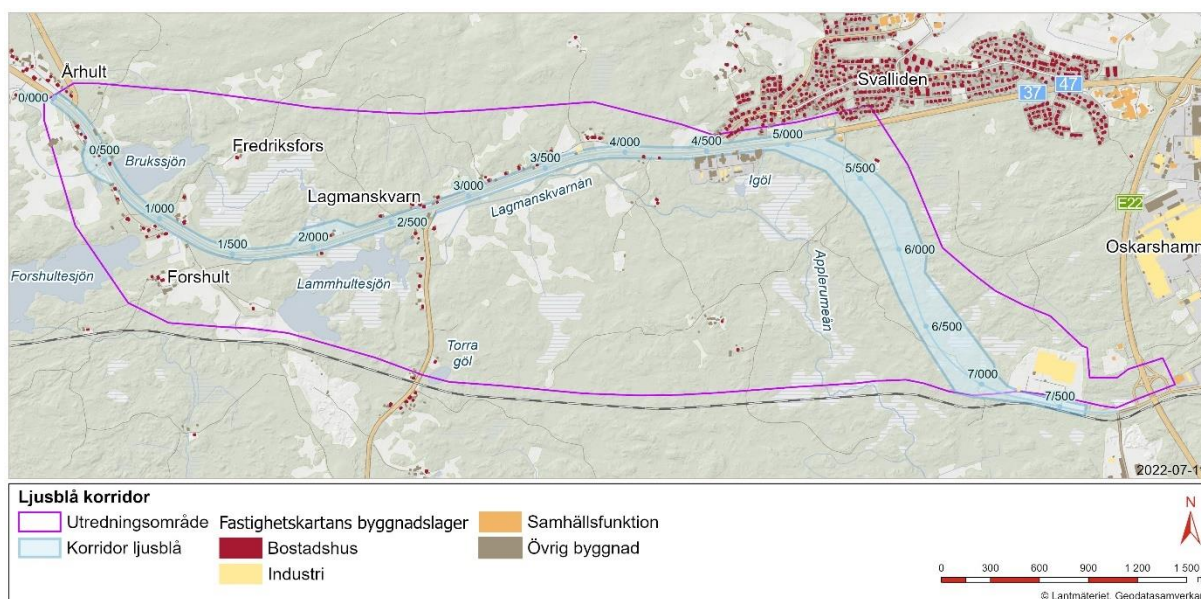 Århult
0/000
0/500
Brukssjön
Fredriksfors
1/000
1/500
Forshult
Forshultesjön
Lagmanskvarn
2/000
2/500
Lammhultesjön
3/000
3/500
Lagmanskvarnån
4/000
4/500
5/000
Svalliden
37
47
Igöl
5/500
6/000
Applerumeån
E22
Oskarshamn
6/500
7/000
7/500
Torra
göl
2022-07-19
Ljusblå korridor
Utredningsområde
Korridor ljusblå
Fastighetskartans byggnadslager
Bostadshus
Industri
Samhällsfunktion
Övrig byggnad
N
0 300 600 900 1 200 1 500
© Lantmäteriet, Geodatasamverkan